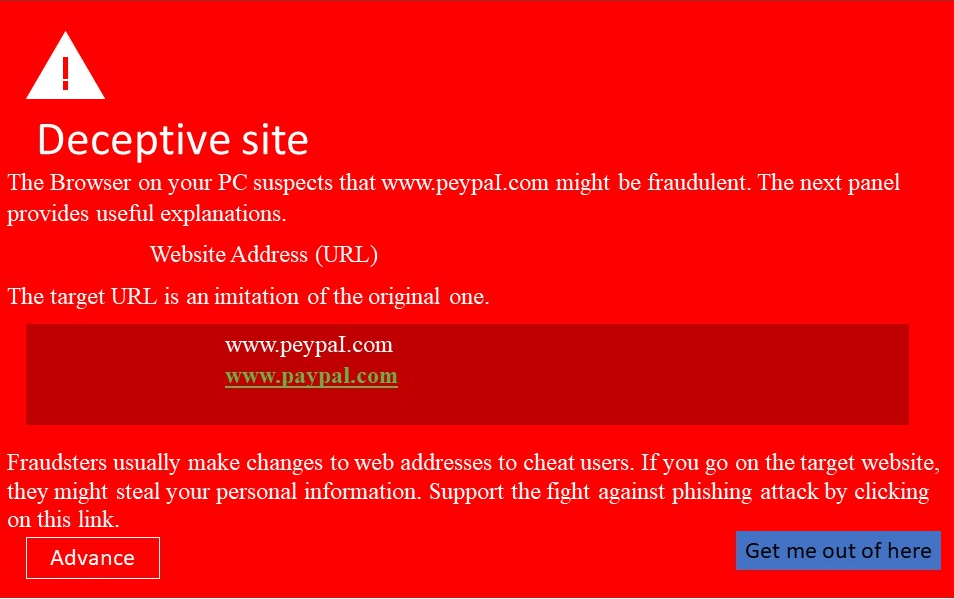 !
Deceptive site
The Browser on your PC suspects that www.peypaI.com might be fraudulent. The next panel
provides useful explanations.
Website Address (URL)
The target URL is an imitation of the original one.
www.peypaI.com
www.paypal.com
Fraudsters usually make changes to web addresses to cheat users. If you go on the target website,
they might steal your personal information. Support the fight against phishing attack by clicking
on this link.
Advance
Get me out of here